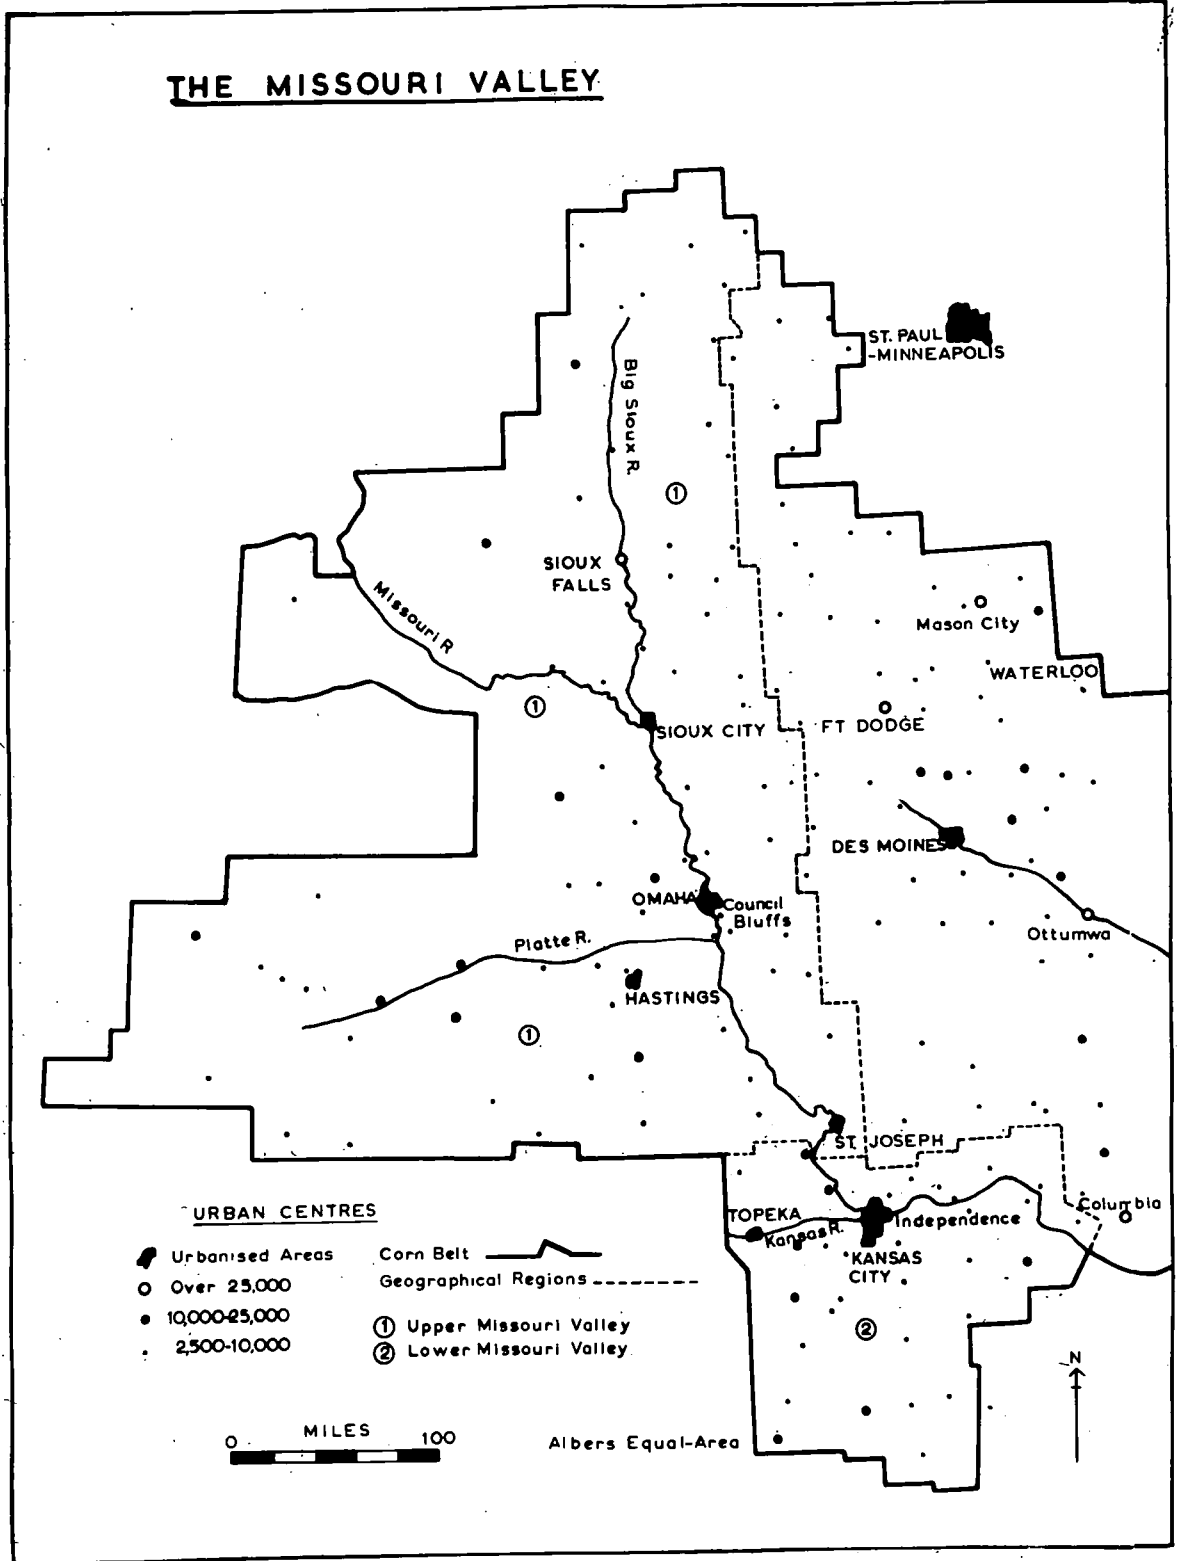 THE MISSOURI VALLEY
ST. PAUL
-MINNEAPOLIS
Big Sioux R.
①
SIOUX
FALLS
Missouri R
Mason City
WATERLOO
①
SIOUX CITY
FT DODGE
DES MOINES
OMAHA
Council
Bluffs
Platte R.
Ottumwa
HASTINGS
①
ST. JOSEPH
URBAN CENTRES
TOPEKA
Kansas R.
Independence
Columbia
Urbanised Areas
Corn Belt
KANSAS
CITY
Over 25,000
Geographical Regions
10,000-25,000
① Upper Missouri Valley
②
2,500-10,000
② Lower Missouri Valley
N
MILES
0 100
Albers Equal-Area